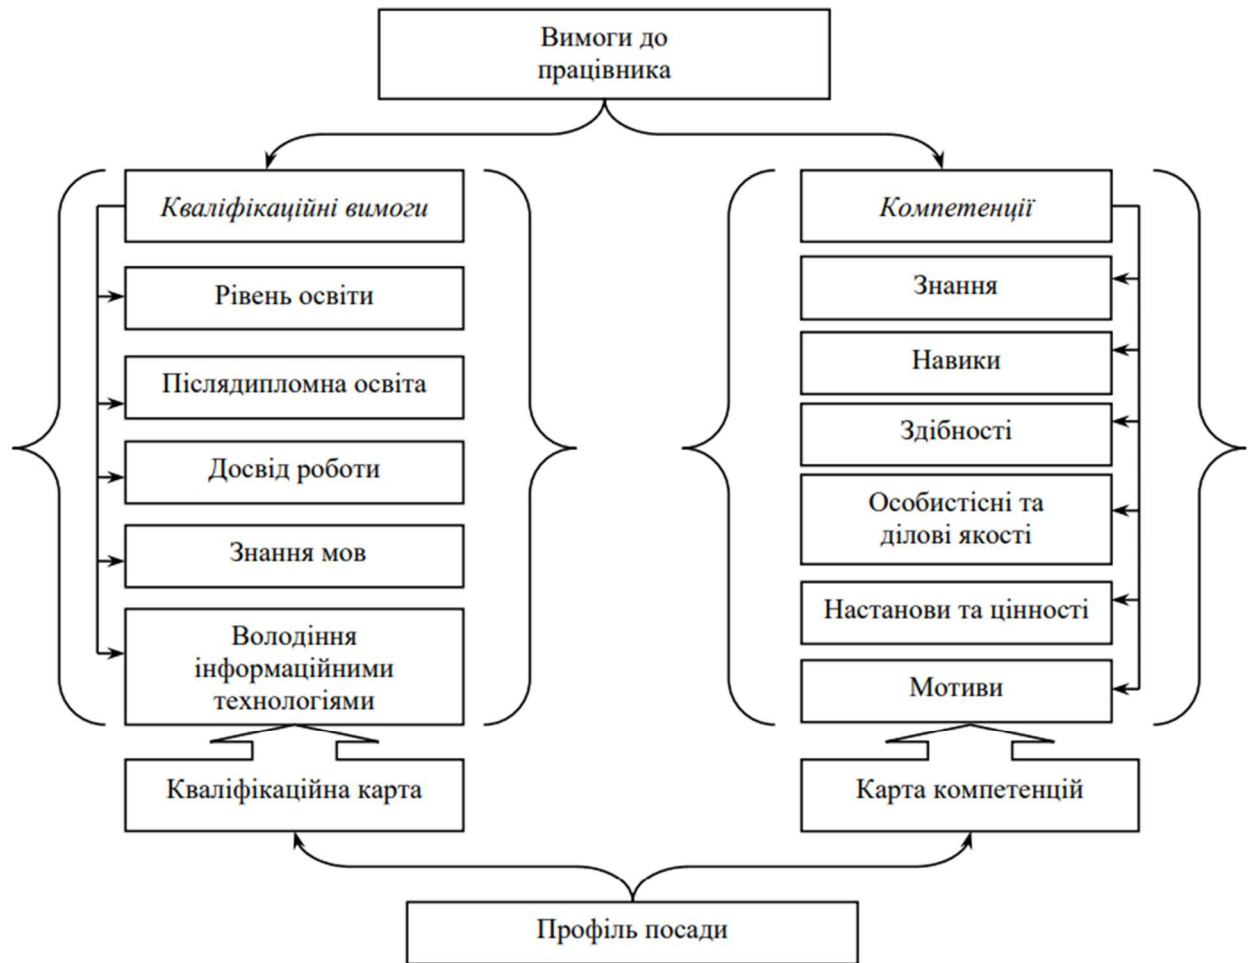 Вимоги до
працівника
Кваліфікаційні вимоги
Рівень освіти
Післядипломна освіта
Досвід роботи
Знання мов
Володіння
інформаційними
технологіями
Кваліфікаційна карта
Компетенції
Знання
Навики
Здібності
Особистісні та
ділові якості
Настанови та цінності
Мотиви
Карта компетенцій
Профіль посади